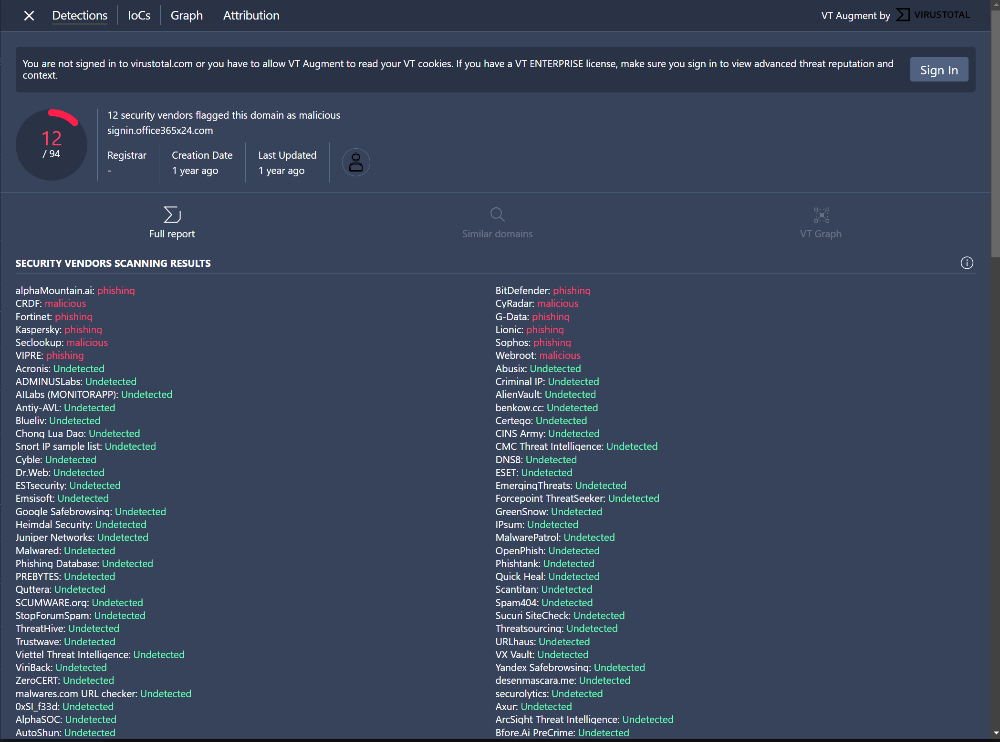 Detections
IoCs
Graph
Attribution
VT Augment by VIRUSTOTAL
You are not signed in to virustotal.com or you have to allow VT Augment to read your VT cookies. If you have a VT ENTERPRISE license, make sure you sign in to view advanced threat reputation and
context.
Sign In
12
/ 94
12 security vendors flagged this domain as malicious
signin.office365x24.com
Registrar
-
Creation Date
1 year ago
Last Updated
1 year ago
Full report
Similar domains
VT Graph
SECURITY VENDORS SCANNING RESULTS
alphaMountain.ai: phishing
BitDefender: phishing
CRDF: malicious
CyRadar: malicious
Fortinet: phishing
G-Data: phishing
Kaspersky: phishing
Lionic: phishing
Seclookup: malicious
Sophos: phishing
VIPRE: phishing
Webroot: malicious
Acronis: Undetected
Abusix: Undetected
ADMINUSLabs: Undetected
Criminal IP: Undetected
AILabs (MONITORAPP): Undetected
AlienVault: Undetected
Antiy-AVL: Undetected
benkow.cc: Undetected
Blueliv: Undetected
Certego: Undetected
Chong Lua Dao: Undetected
CINS Army: Undetected
Snort IP sample list: Undetected
CMC Threat Intelligence: Undetected
Cyble: Undetected
DNS8: Undetected
Dr.Web: Undetected
ESET: Undetected
ESTsecurity: Undetected
EmergingThreats: Undetected
Emsisoft: Undetected
Forcepoint ThreatSeeker: Undetected
Google Safebrowsing: Undetected
GreenSnow: Undetected
Heimdal Security: Undetected
IPsum: Undetected
Juniper Networks: Undetected
MalwarePatrol: Undetected
Malwared: Undetected
OpenPhish: Undetected
Phishing Database: Undetected
Phishtank: Undetected
PREBYTES: Undetected
Quick Heal: Undetected
Quttera: Undetected
Scantitan: Undetected
SCUMWARE.org: Undetected
Spam404: Undetected
StopForumSpam: Undetected
Sucuri SiteCheck: Undetected
ThreatHive: Undetected
Threatsourcing: Undetected
Trustwave: Undetected
URLhaus: Undetected
Viettel Threat Intelligence: Undetected
VX Vault: Undetected
ViriBack: Undetected
Yandex Safebrowsing: Undetected
ZeroCERT: Undetected
desenmascara.me: Undetected
malwares.com URL checker: Undetected
securolytics: Undetected
0xSI_f33d: Undetected
Axur: Undetected
AlphaSOC: Undetected
ArcSight Threat Intelligence: Undetected
AutoShun: Undetected
Bfore.Ai PreCrime: Undetected